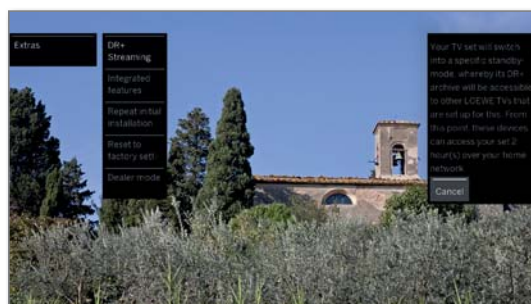 Extras
DR+
Streaming
Integrated
features
Repeat initial
installation
Reset to
factory sett-
Dealer mode
Your TV set will switch
into a specific standby-
mode, whereby its DR+
archive will be accessible
to other LOEWE TVs that
are set up for this. From
this point, these devices
can access your set 2
hour(s) over your home
network.
Cancel